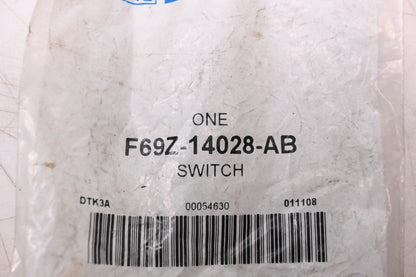 ONE
F69Z-14028-AB
SWITCH
DTK3A 00054630 011108